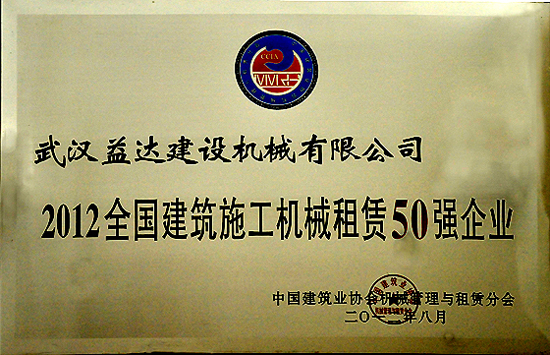 CCIA
武汉益达建设机械有限公司
2012全国建筑施工机械租赁50强企业
中国建筑业协会机械管理与租赁分会
二〇一 年八月